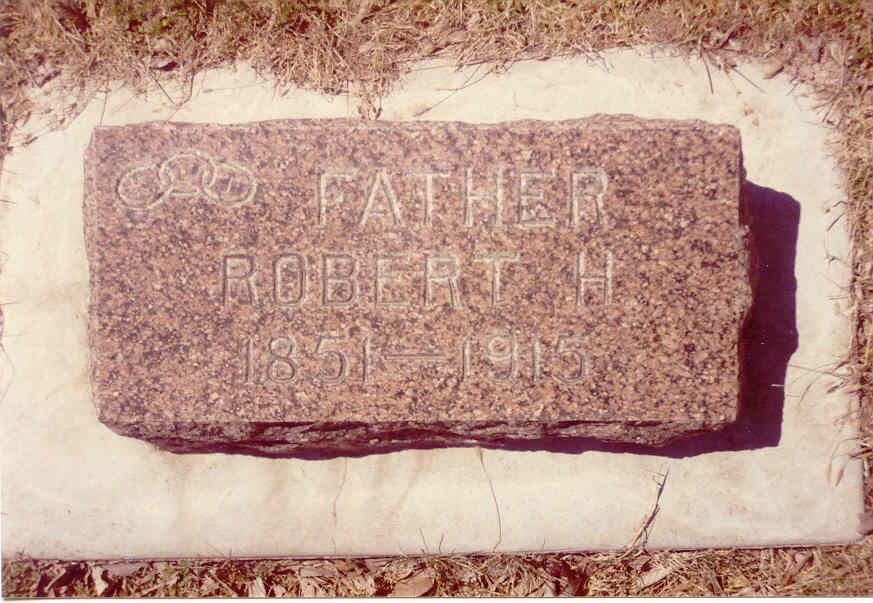 F L T
FATHER
ROBERT H
1851—1915